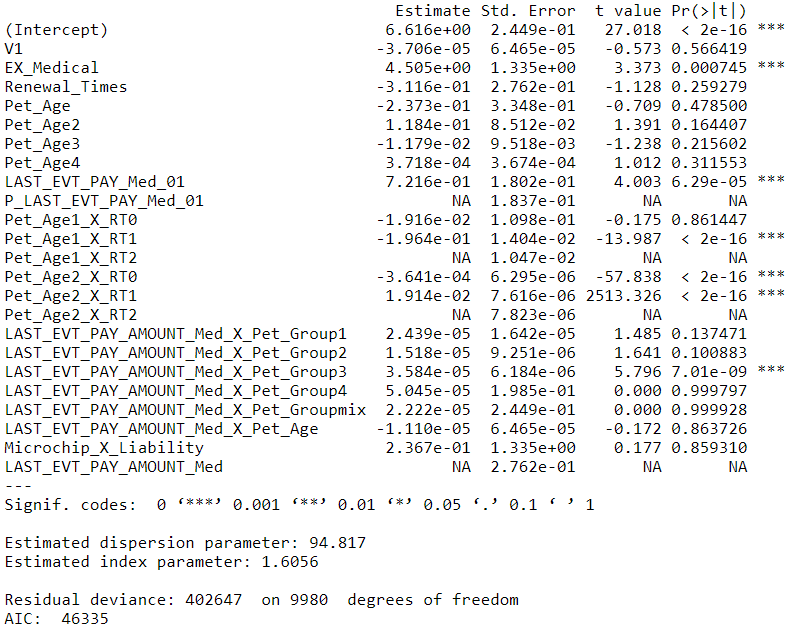 Estimate Std. Error t value Pr(>|t|)
(Intercept) 6.616e+00 2.449e-01 27.018 < 2e-16 ***
V1 -3.706e-05 6.465e-05 -0.573 0.566419
EX_Medical 4.505e+00 1.335e+00 3.373 0.000745 ***
Renewal_Times -3.116e-01 2.762e-01 -1.128 0.259279
Pet_Age -2.373e-01 3.348e-01 -0.709 0.478500
Pet_Age2 1.184e-01 8.512e-02 1.391 0.164407
Pet_Age3 -1.179e-02 9.518e-03 -1.238 0.215602
Pet_Age4 3.718e-04 3.674e-04 1.012 0.311553
LAST_EVT_PAY_Med_01 7.216e-01 1.802e-01 4.003 6.29e-05 ***
P_LAST_EVT_PAY_Med_01 NA 1.837e-01 NA NA
Pet_Age1_X_RT0 -1.916e-02 1.098e-01 -0.175 0.861447
Pet_Age1_X_RT1 -1.964e-01 1.404e-02 -13.987 < 2e-16 ***
Pet_Age1_X_RT2 NA 1.047e-02 NA NA
Pet_Age2_X_RT0 -3.641e-04 6.295e-06 -57.838 < 2e-16 ***
Pet_Age2_X_RT1 1.914e-02 7.616e-06 2513.326 < 2e-16 ***
Pet_Age2_X_RT2 NA 7.823e-06 NA NA
LAST_EVT_PAY_AMOUNT_Med_X_Pet_Group1 2.439e-05 1.642e-05 1.485 0.137471
LAST_EVT_PAY_AMOUNT_Med_X_Pet_Group2 1.518e-05 9.251e-06 1.641 0.100883
LAST_EVT_PAY_AMOUNT_Med_X_Pet_Group3 3.584e-05 6.184e-06 5.796 7.01e-09 ***
LAST_EVT_PAY_AMOUNT_Med_X_Pet_Group4 5.045e-05 1.985e-01 0.000 0.999797
LAST_EVT_PAY_AMOUNT_Med_X_Pet_Groupmix 2.222e-05 2.449e-01 0.000 0.999928
LAST_EVT_PAY_AMOUNT_Med_X_Pet_Age -1.110e-05 6.465e-05 -0.172 0.863726
Microchip_X_Liability 2.367e-01 1.335e+00 0.177 0.859310
LAST_EVT_PAY_AMOUNT_Med NA 2.762e-01 NA NA
---
Signif. codes: 0 ‘***’ 0.001 ‘**’ 0.01 ‘*’ 0.05 ‘.’ 0.1 ‘ ’ 1
Estimated dispersion parameter: 94.817
Estimated index parameter: 1.6056
Residual deviance: 402647 on 9980 degrees of freedom
AIC: 46335